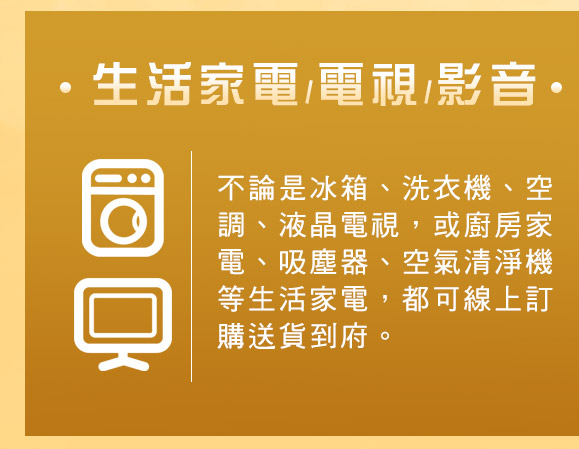 •生活家電/電視/影音•
不論是冰箱、洗衣機、空
調、液晶電視，或廚房家
電、吸塵器、空氣清淨機
等生活家電，都可線上訂
購送貨到府。